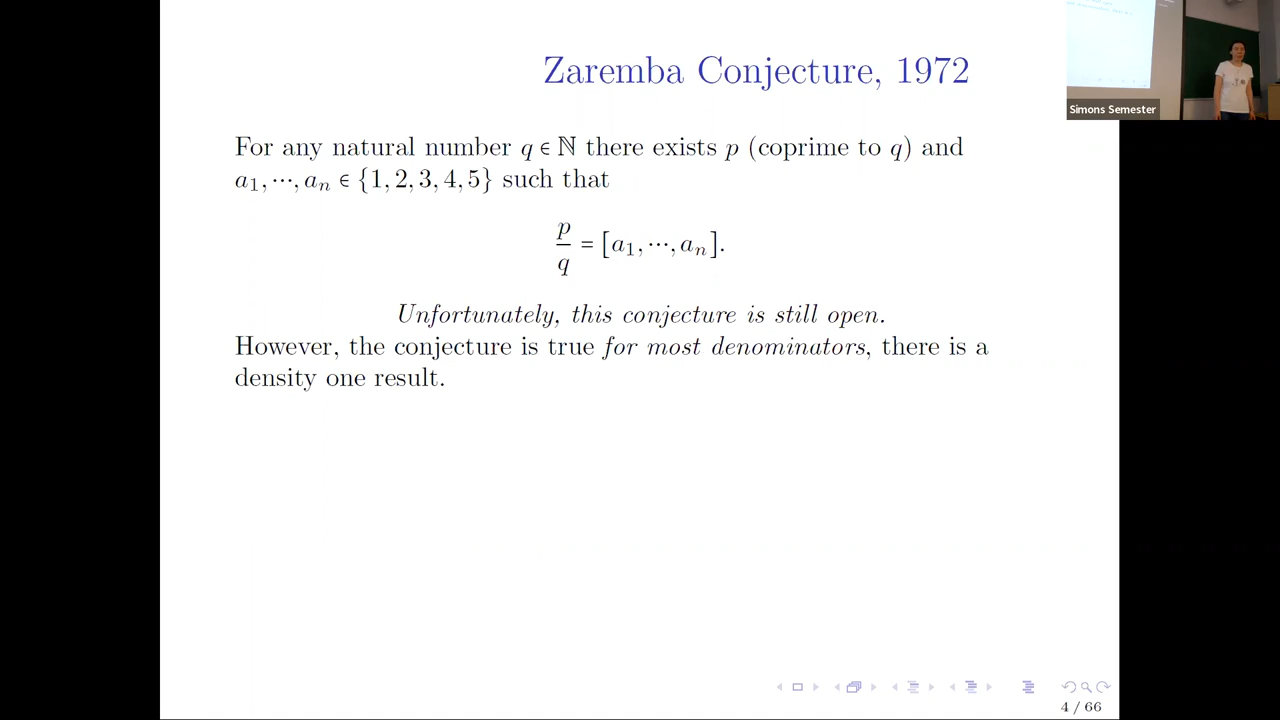 Zaremba Conjecture, 1972
Simons Semester
For any natural number q ∈ ℕ there exists p (coprime to q) and
a₁, ⋯, aₙ ∈ {1, 2, 3, 4, 5} such that
p/q = [a₁, ⋯, aₙ].
Unfortunately, this conjecture is still open.
However, the conjecture is true for most denominators, there is a
density one result.
4 / 66